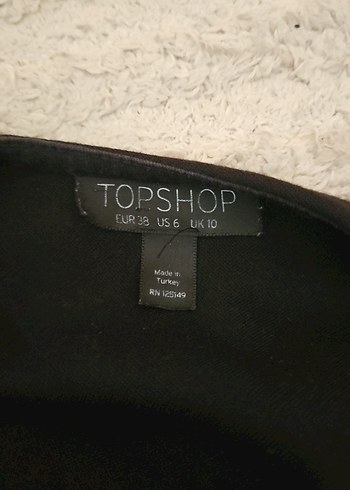 TOPSHOP
EUR 38 US 6 UK 10
Made in
Turkey
RN 125149